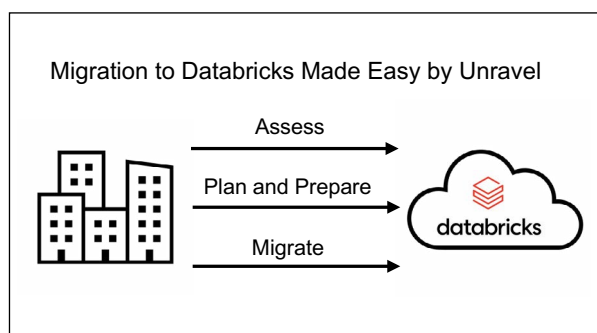 Migration to Databricks Made Easy by Unravel
Assess
Plan and Prepare
databricks
Migrate